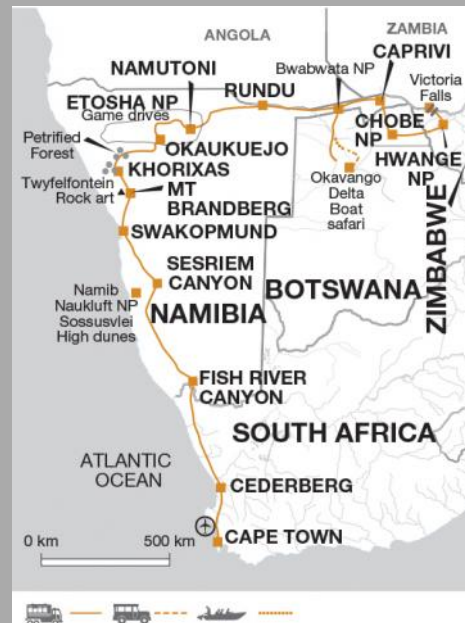 ANGOLA
ZAMBIA
NAMUTONI
CAPRIVI
RUNDU
Bwabwata NP
Victoria
Falls
ETOSHA NP
Game drives
CHOBE
NP
Petrified
Forest
OKAUKUEJO
HWANGE
NP
KHORIXAS
Twyfelfontein
Rock art
MT
BRANDBERG
Okavango
Delta
Boat
safari
ZIMBABWE
SWAKOPMUND
SESRIEM
CANYON
BOTSWANA
Namib
Naukluft NP
Sossusvlei
High dunes
NAMIBIA
FISH RIVER
CANYON
SOUTH AFRICA
ATLANTIC
OCEAN
CEDERBERG
0 km
500 km
CAPE TOWN